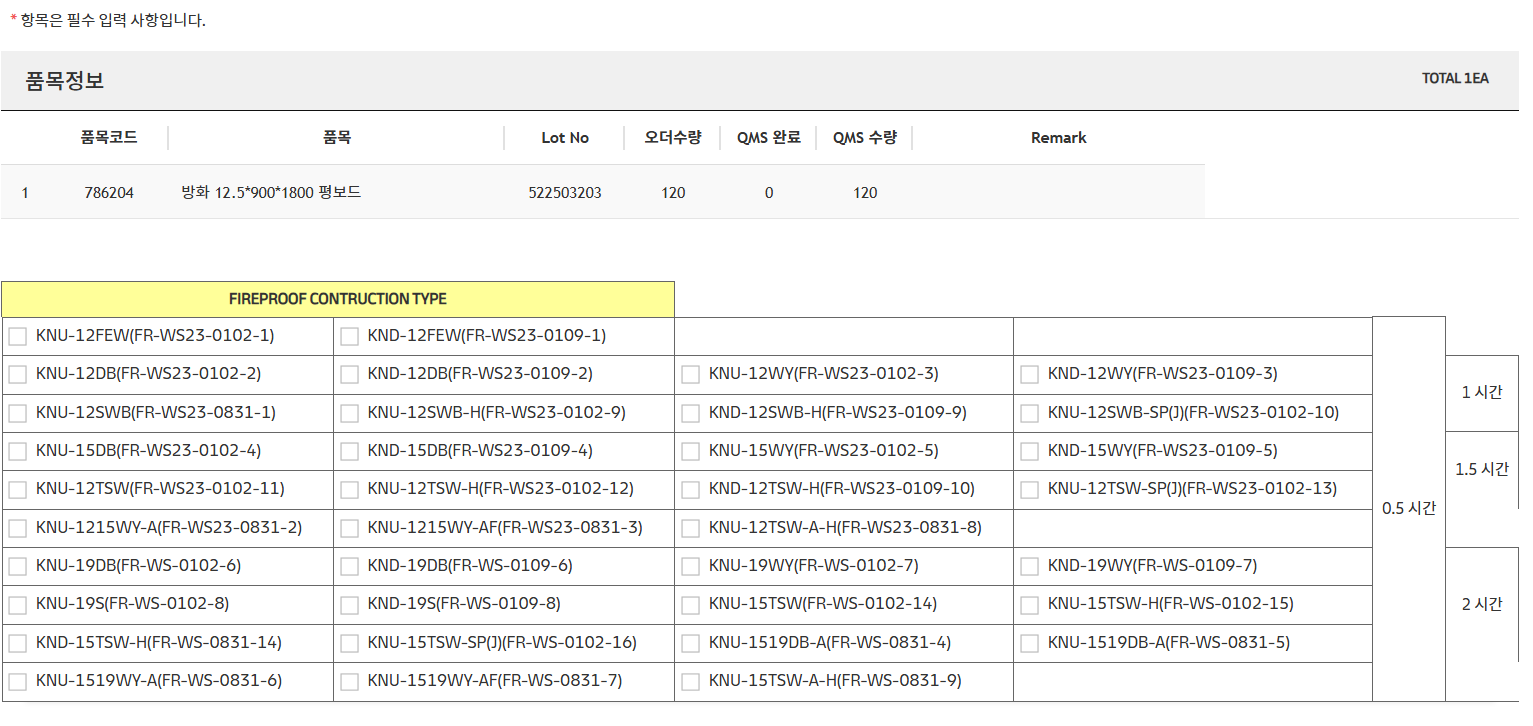 * 항목은 필수 입력 사항입니다.
품목정보 TOTAL 1EA
품목코드 품목 Lot No 오더수량 QMS 완료 QMS 수량 Remark
1 786204 방화 12.5*900*1800 평보드 522503203 120 0 120
FIREPROOF CONTRUCTION TYPE
KNU-12FEW(FR-WS23-0102-1) KND-12FEW(FR-WS23-0109-1)
KNU-12DB(FR-WS23-0102-2) KND-12DB(FR-WS23-0109-2) KNU-12WY(FR-WS23-0102-3) KND-12WY(FR-WS23-0109-3)
1 시간
KNU-12SWB(FR-WS23-0831-1) KNU-12SWB-H(FR-WS23-0102-9) KND-12SWB-H(FR-WS23-0109-9) KNU-12SWB-SP(J)(FR-WS23-0102-10)
KNU-15DB(FR-WS23-0102-4) KND-15DB(FR-WS23-0109-4) KNU-15WY(FR-WS23-0102-5) KND-15WY(FR-WS23-0109-5)
1.5 시간
KNU-12TSW(FR-WS23-0102-11) KNU-12TSW-H(FR-WS23-0102-12) KND-12TSW-H(FR-WS23-0109-10) KNU-12TSW-SP(J)(FR-WS23-0102-13)
0.5 시간
KNU-1215WY-A(FR-WS23-0831-2) KNU-1215WY-AF(FR-WS23-0831-3) KNU-12TSW-A-H(FR-WS23-0831-8)
KNU-19DB(FR-WS-0102-6) KND-19DB(FR-WS-0109-6) KNU-19WY(FR-WS-0102-7) KND-19WY(FR-WS-0109-7)
KNU-19S(FR-WS-0102-8) KND-19S(FR-WS-0109-8) KNU-15TSW(FR-WS-0102-14) KNU-15TSW-H(FR-WS-0102-15)
2 시간
KND-15TSW-H(FR-WS-0831-14) KNU-15TSW-SP(J)(FR-WS-0102-16) KNU-1519DB-A(FR-WS-0831-4) KNU-1519DB-A(FR-WS-0831-5)
KNU-1519WY-A(FR-WS-0831-6) KNU-1519WY-AF(FR-WS-0831-7) KNU-15TSW-A-H(FR-WS-0831-9)